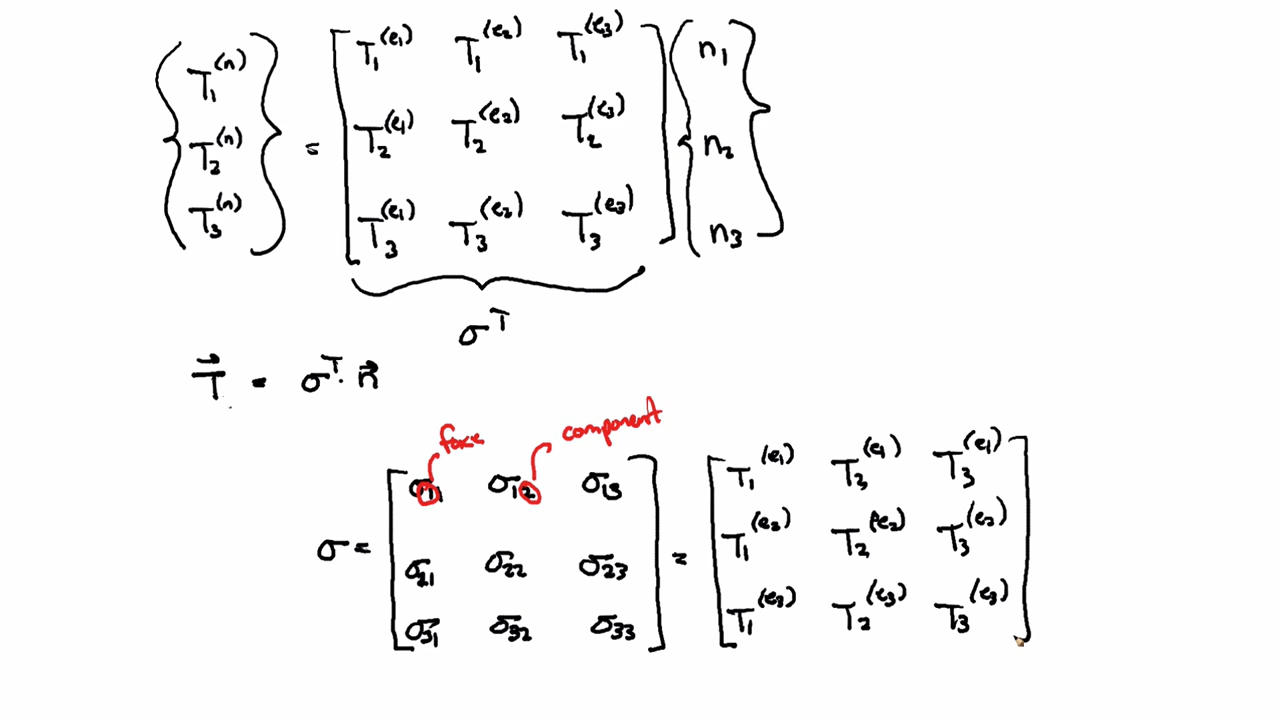 {T₁⁽ⁿ⁾ T₂⁽ⁿ⁾ T₃⁽ⁿ⁾} = [T₁^(e₁) T₁^(e₂) T₁^(e₃)] {n₁
[T₂^(e₁) T₂^(e₂) T₂^(e₃)] n₂
[T₃^(e₁) T₃^(e₂) T₃^(e₃)] n₃}
σ^T
T⃗ = σ^T · n⃗
face component
σ = [σ₁₁ σ₁₂ σ₁₃] = [T₁^(e₁) T₂^(e₁) T₃^(e₁)]
[σ₂₁ σ₂₂ σ₂₃] [T₁^(e₂) T₂^(e₂) T₃^(e₂)]
[σ₃₁ σ₃₂ σ₃₃] [T₁^(e₃) T₂^(e₃) T₃^(e₃)]